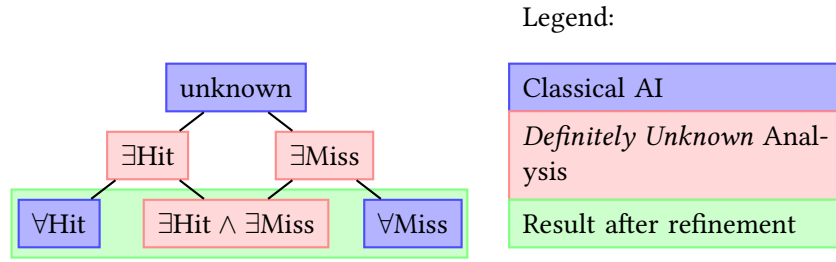 Legend:
unknown
Classical AI
∃Hit
∃Miss
Definitely Unknown Anal-
ysis
∀Hit
∃Hit ∧ ∃Miss
∀Miss
Result after refinement